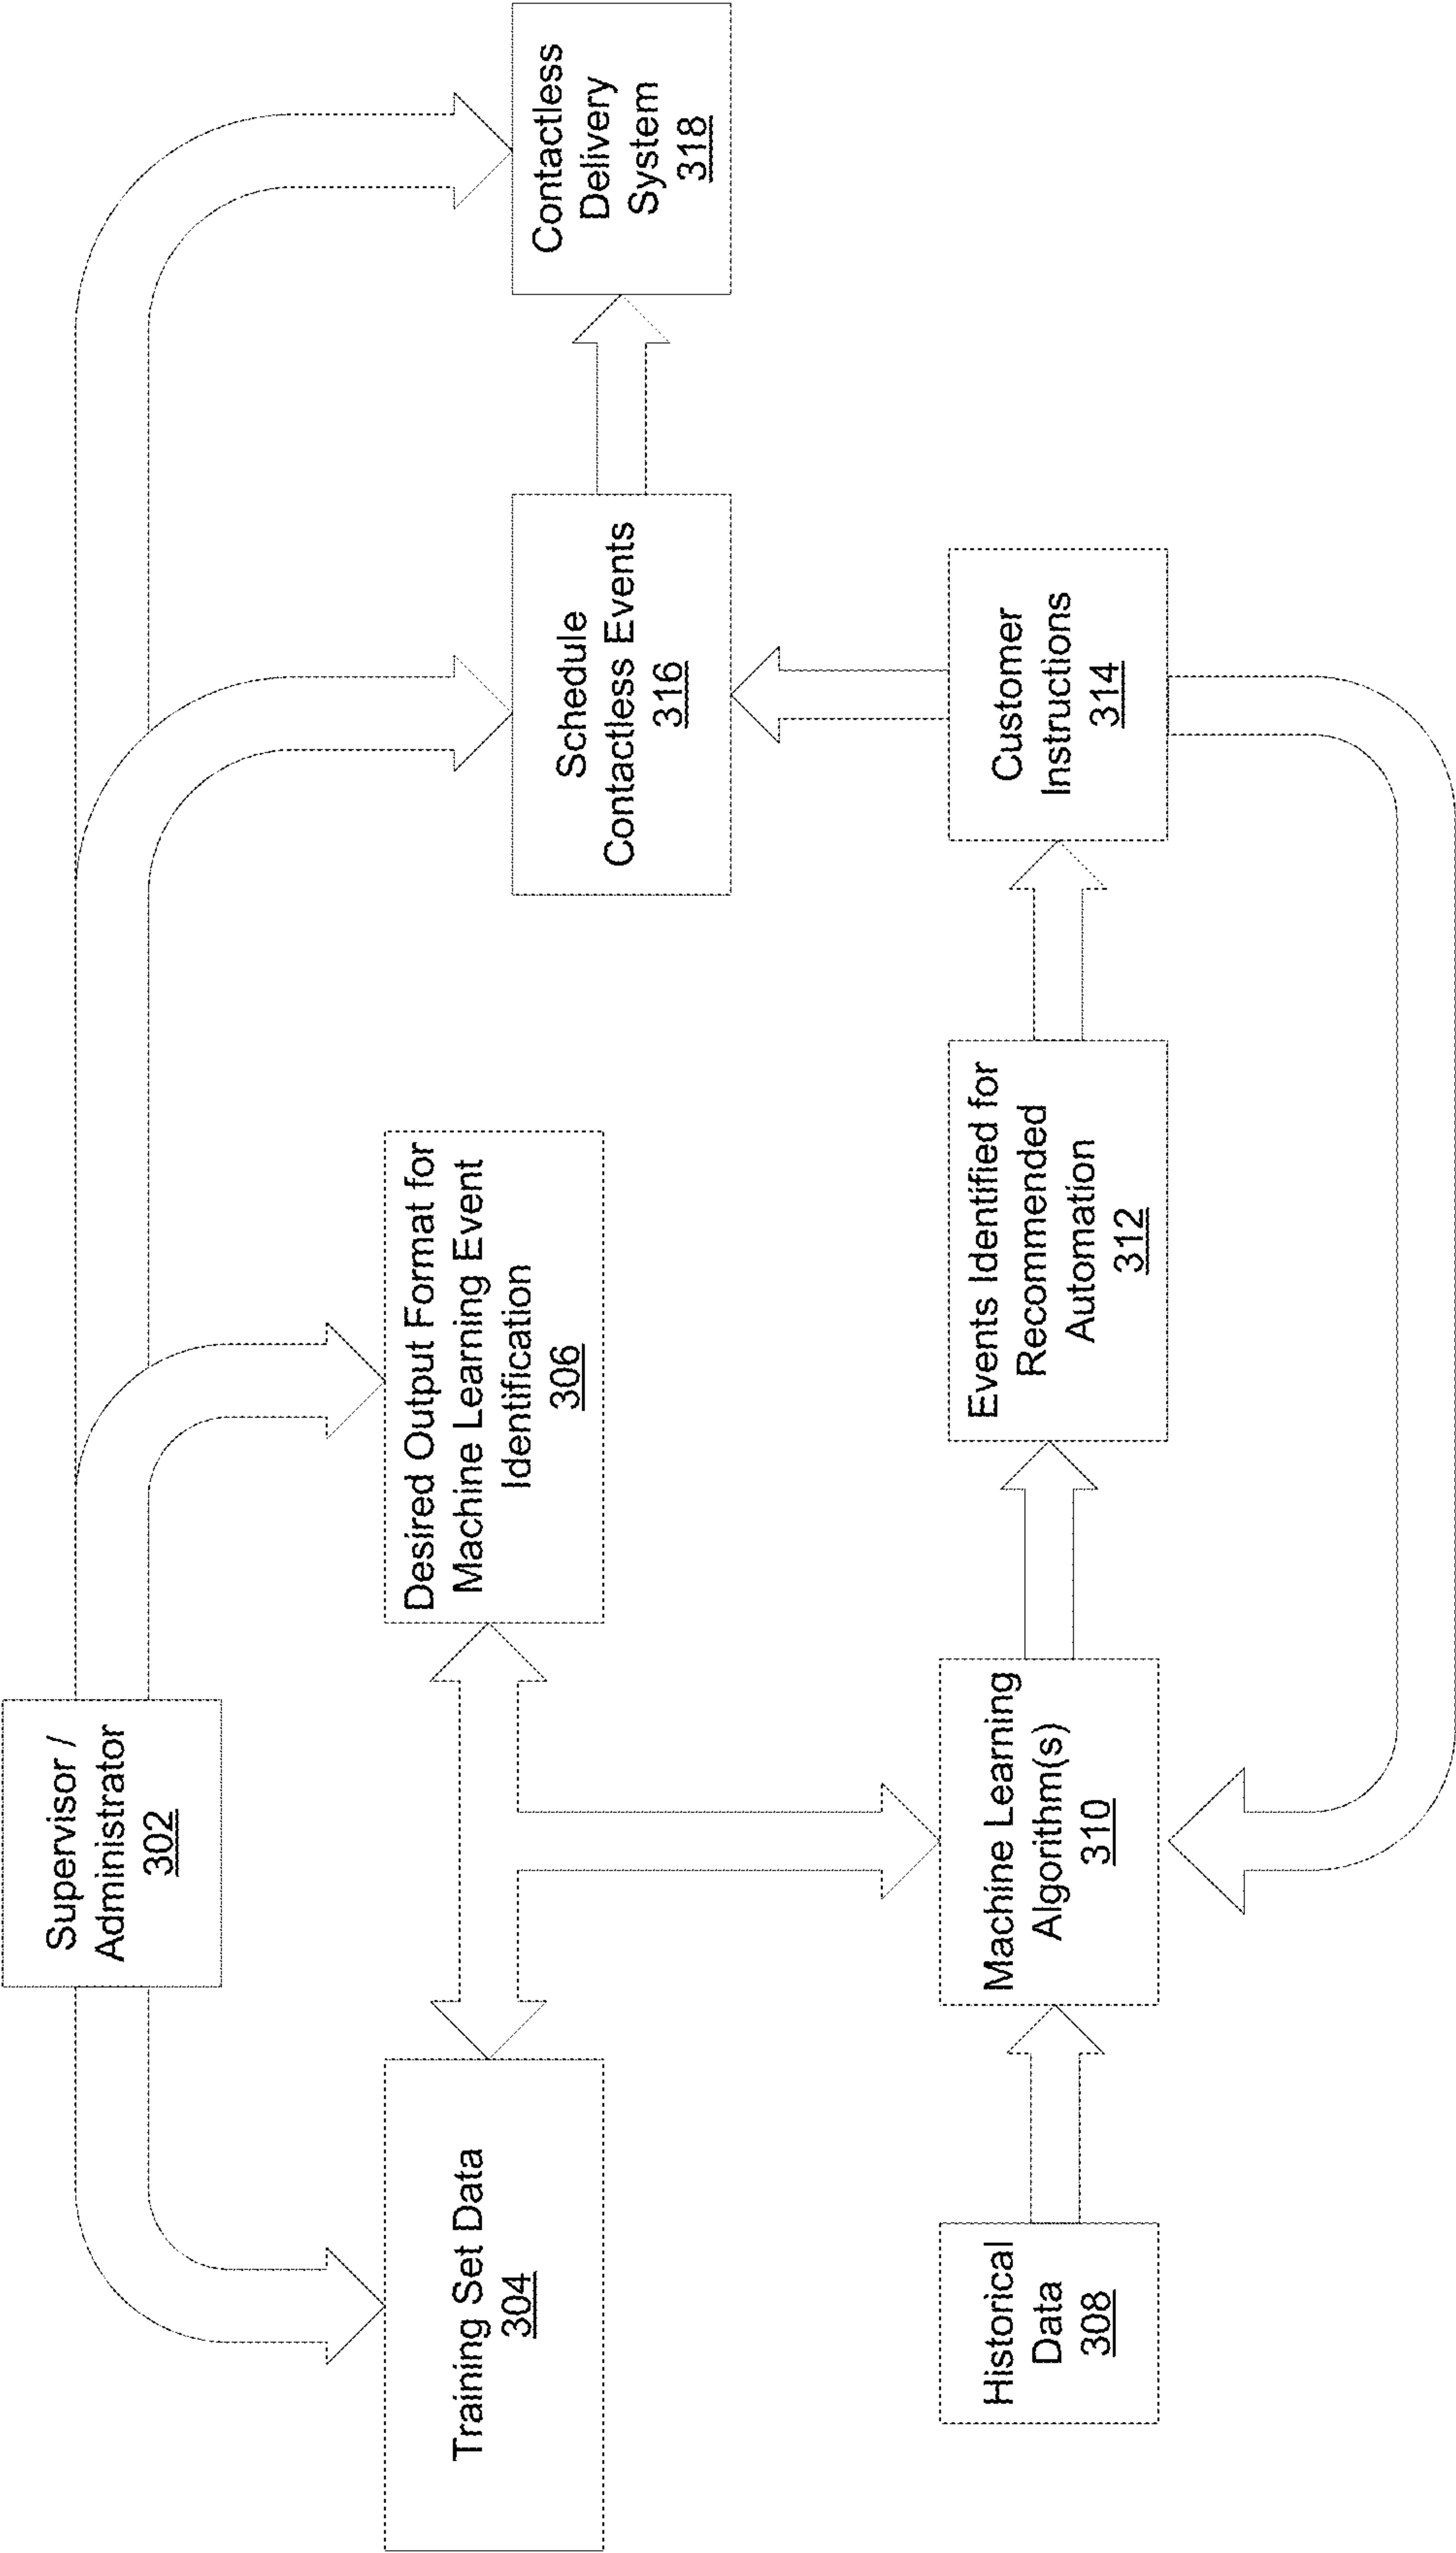 Supervisor /
Administrator
302
Training Set Data
304
Desired Output Format for
Machine Learning Event
Identification
306
Schedule
Contactless Events
316
Contactless
Delivery
System
318
Historical
Data
308
Machine Learning
Algorithm(s)
310
Events Identified for
Recommended
Automation
312
Customer
Instructions
314